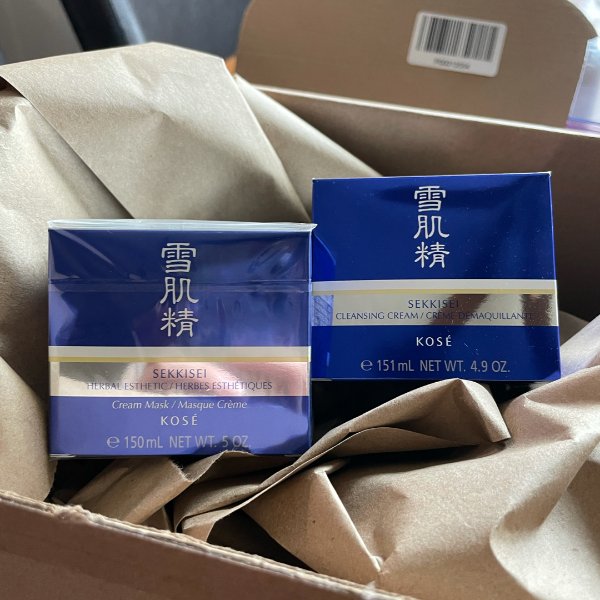 雪肌精
SEKKISEI
HERBAL ESTHETIC / HERBES ESTHÉTIQUES
Cream Mask / Masque Crème
KOSÉ
℮ 150 mL NET WT. 5 OZ.
雪肌精
SEKKISEI
CLEANSING CREAM / CRÈME DÉMAQUILLANTE
KOSÉ
℮ 151 mL NET WT. 4.9 OZ.